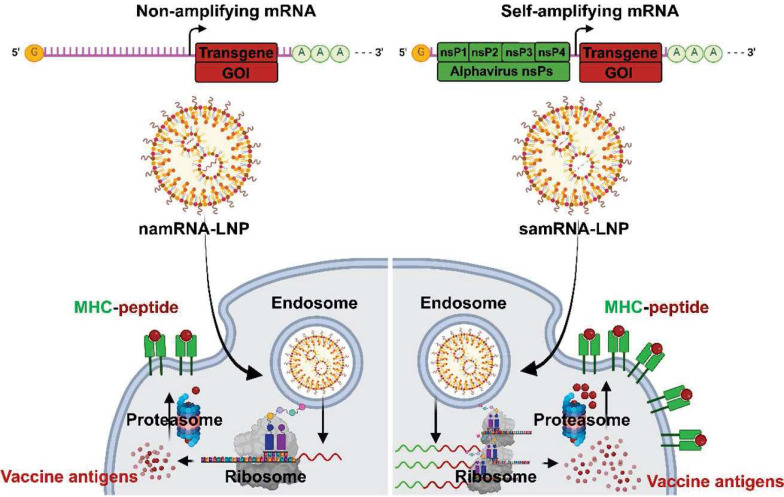 Non-amplifying mRNA
5' G Transgene A A A --- 3'
GOI
namRNA-LNP
MHC-peptide
Endosome
Proteasome
Vaccine antigens
Ribosome
Self-amplifying mRNA
5' G nsP1 nsP2 nsP3 nsP4 Transgene A A A --- 3'
Alphavirus nsPs GOI
samRNA-LNP
Endosome
MHC-peptide
Proteasome
Ribosome
Vaccine antigens